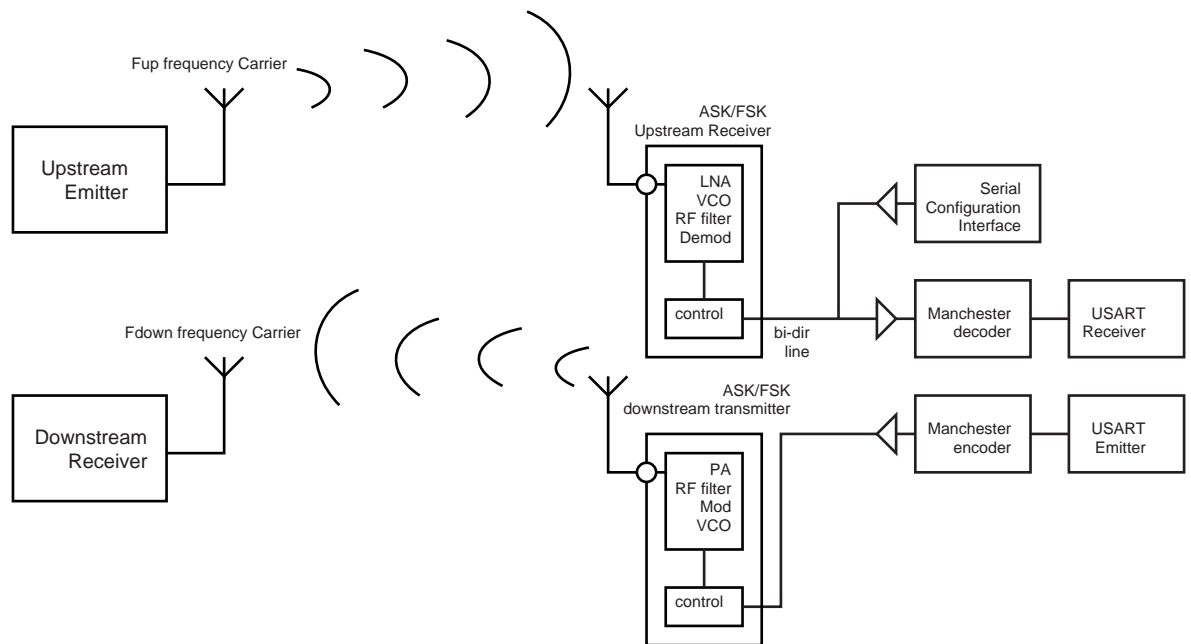 Fup frequency Carrier
Upstream
Emitter
ASK/FSK
Upstream Receiver
LNA
VCO
RF filter
Demod
control
bi-dir
line
Serial
Configuration
Interface
Manchester
decoder
USART
Receiver
Fdown frequency Carrier
Downstream
Receiver
ASK/FSK
downstream transmitter
PA
RF filter
Mod
VCO
control
Manchester
encoder
USART
Emitter